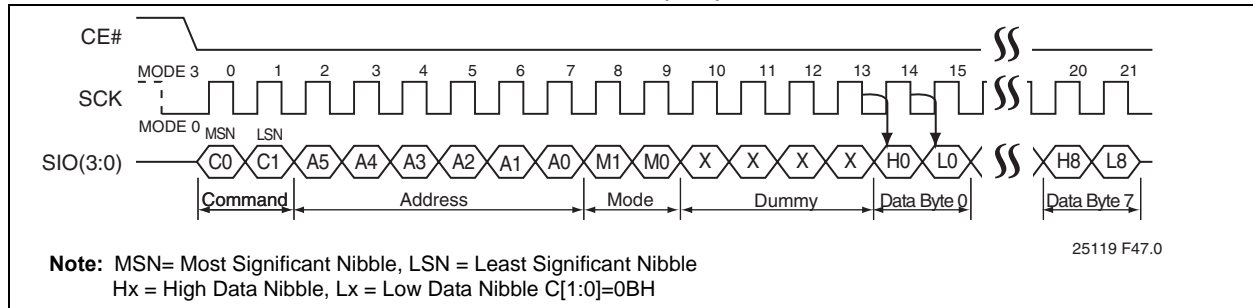 CE#
MODE 3 0 1 2 3 4 5 6 7 8 9 10 11 12 13 14 15 20 21
SCK
MODE 0
MSN LSN
SIO(3:0) C0 C1 A5 A4 A3 A2 A1 A0 M1 M0 X X X X H0 L0 H8 L8
Command Address Mode Dummy Data Byte 0 Data Byte 7
25119 F47.0
Note: MSN= Most Significant Nibble, LSN = Least Significant Nibble
Hx = High Data Nibble, Lx = Low Data Nibble C[1:0]=0BH